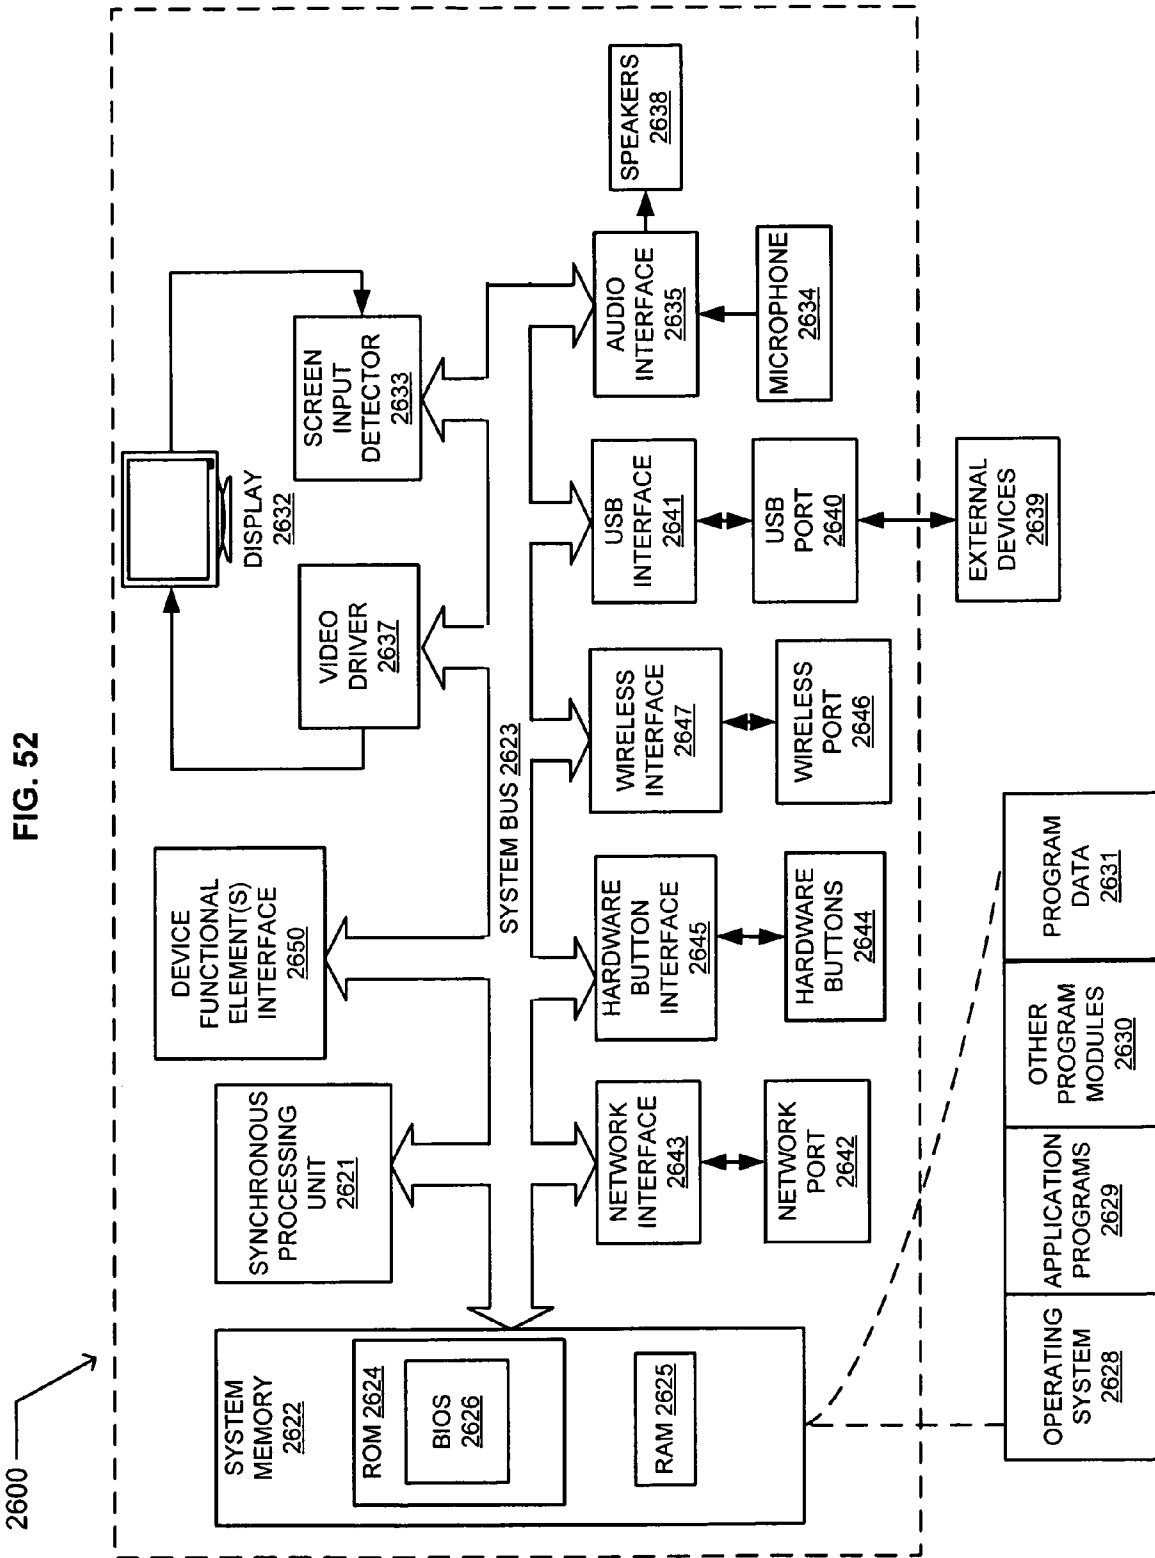 FIG. 52
2600
SYSTEM
MEMORY
2622
ROM 2624
BIOS
2626
RAM 2625
SYNCHRONOUS
PROCESSING
UNIT
2621
DEVICE
FUNCTIONAL
ELEMENT(S)
INTERFACE
2650
VIDEO
DRIVER
2637
DISPLAY
2632
SCREEN
INPUT
DETECTOR
2633
SYSTEM BUS 2623
NETWORK
INTERFACE
2643
HARDWARE
BUTTON
INTERFACE
2645
WIRELESS
INTERFACE
2647
USB
INTERFACE
2641
AUDIO
INTERFACE
2635
SPEAKERS
2638
NETWORK
PORT
2642
HARDWARE
BUTTONS
2644
WIRELESS
PORT
2646
USB
PORT
2640
MICROPHONE
2634
EXTERNAL
DEVICES
2639
OPERATING
SYSTEM
2628
APPLICATION
PROGRAMS
2629
OTHER
PROGRAM
MODULES
2630
PROGRAM
DATA
2631